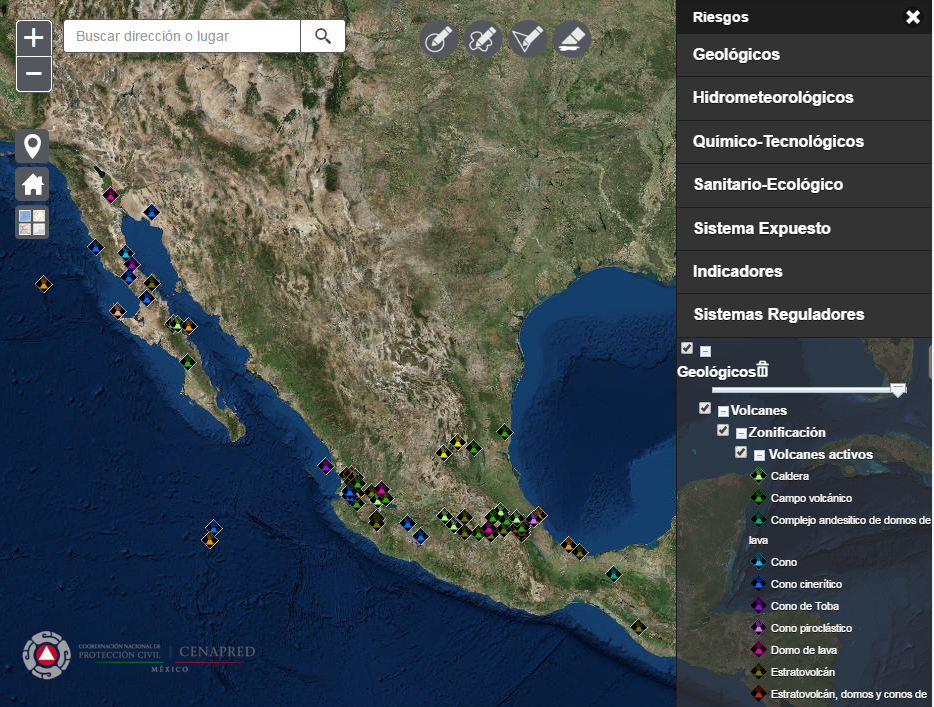 Buscar dirección o lugar
Riesgos
Geológicos
Hidrometeorológicos
Químico-Tecnológicos
Sanitario-Ecológico
Sistema Expuesto
Indicadores
Sistemas Reguladores
Geológicos
Volcanes
Zonificación
Volcanes activos
Caldera
Campo volcánico
Complejo andesítico de domos de
lava
Cono
Cono cinerítico
Cono de Toba
Cono piroclástico
Domo de lava
Estratovolcán
Estratovolcán, domos y conos de
COORDINACIÓN NACIONAL DE
PROTECCIÓN CIVIL
CENAPRED
MÉXICO